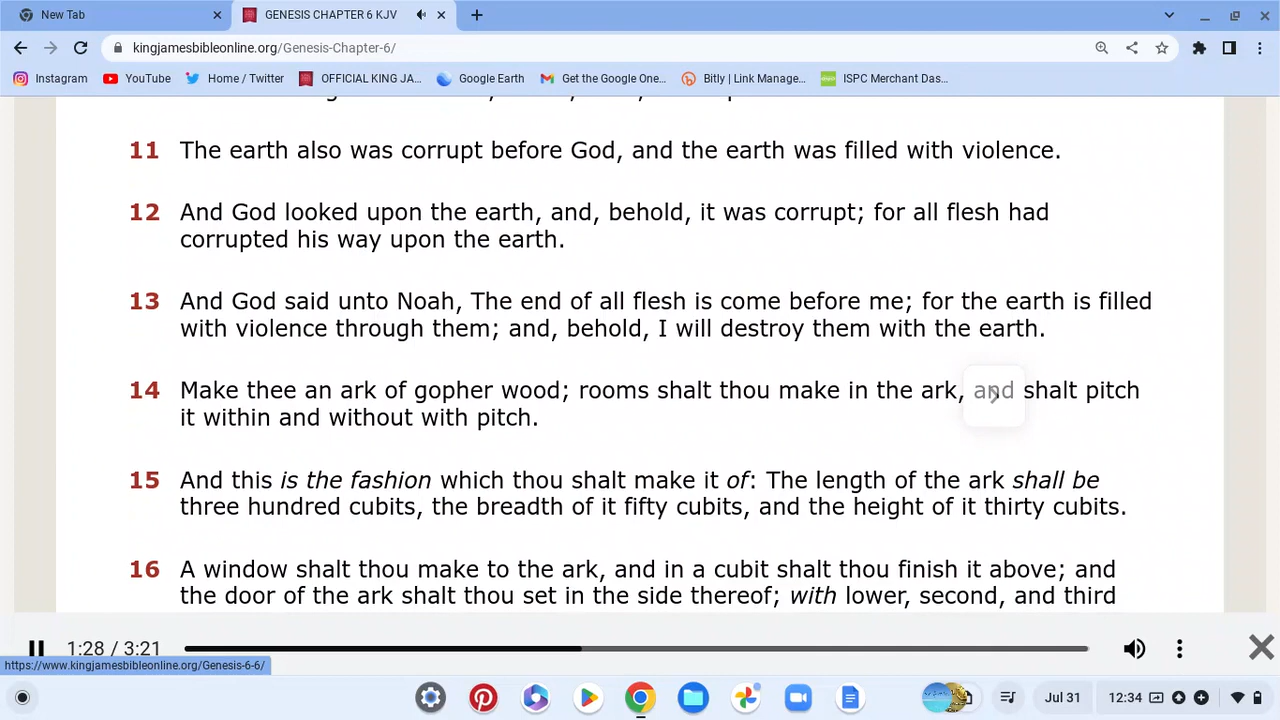 New Tab
GENESIS CHAPTER 6 KJV
kingjamesbibleonline.org/Genesis-Chapter-6/
Instagram
YouTube
Home / Twitter
OFFICIAL KING JA...
Google Earth
Get the Google One...
Bitly | Link Manage...
ISPC Merchant Das...
11 The earth also was corrupt before God, and the earth was filled with violence.
12 And God looked upon the earth, and, behold, it was corrupt; for all flesh had
corrupted his way upon the earth.
13 And God said unto Noah, The end of all flesh is come before me; for the earth is filled
with violence through them; and, behold, I will destroy them with the earth.
14 Make thee an ark of gopher wood; rooms shalt thou make in the ark, and shalt pitch
it within and without with pitch.
15 And this is the fashion which thou shalt make it of: The length of the ark shall be
three hundred cubits, the breadth of it fifty cubits, and the height of it thirty cubits.
16 A window shalt thou make to the ark, and in a cubit shalt thou finish it above; and
the door of the ark shalt thou set in the side thereof; with lower, second, and third
1:28 / 3:21
https://www.kingjamesbibleonline.org/Genesis-6-6/
Jul 31
12:34